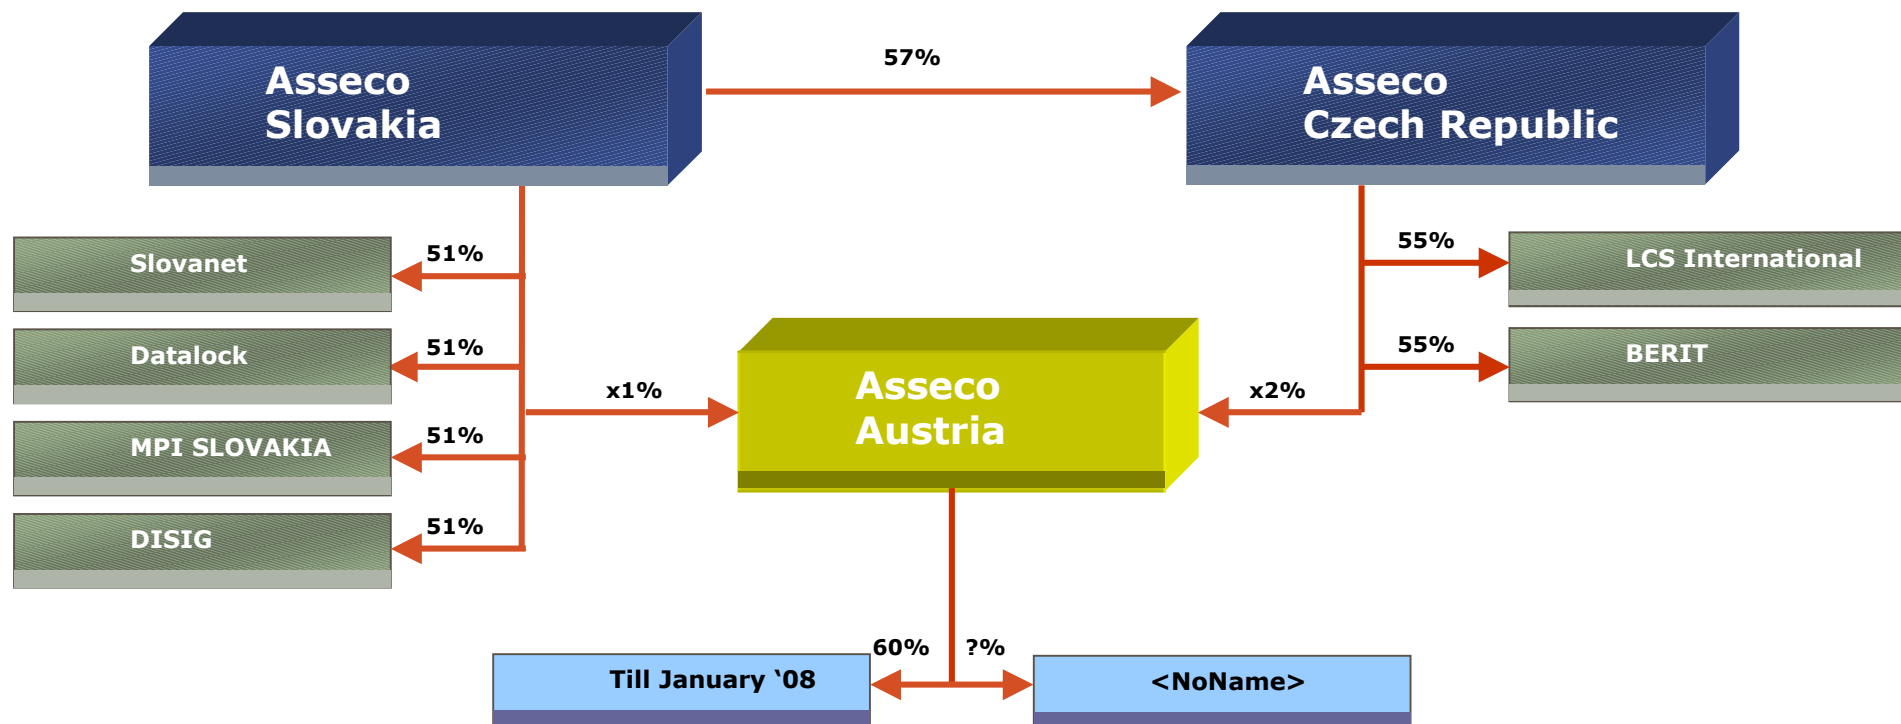 Asseco
Slovakia
57%
Asseco
Czech Republic
Slovanet
51%
55%
LCS International
Datalock
51%
55%
BERIT
x1%
Asseco
Austria
x2%
MPI SLOVAKIA
51%
DISIG
51%
60%
?%
Till January ‘08
<NoName>